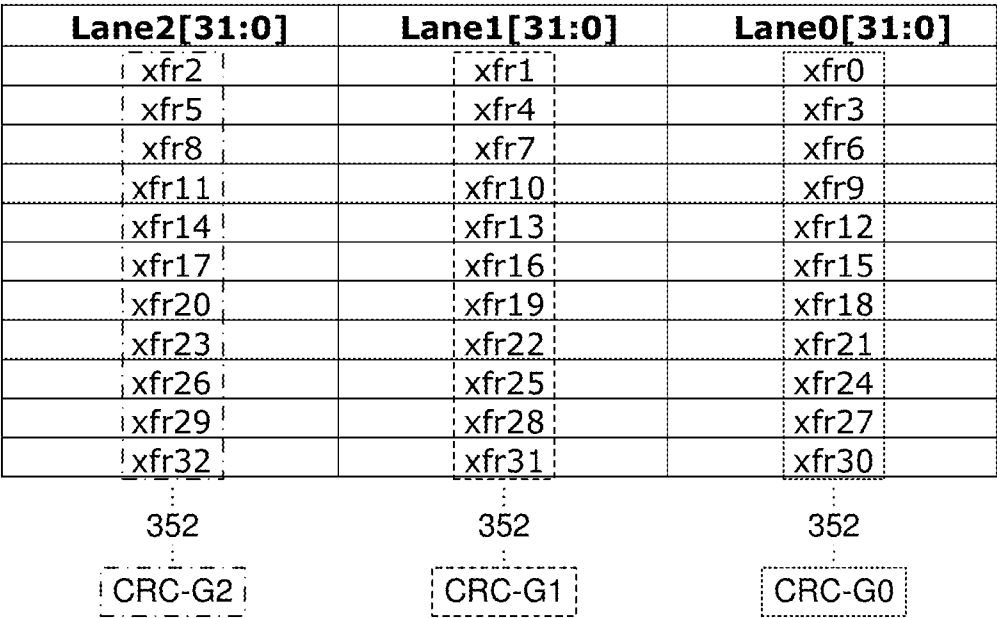 Lane2[31:0] Lane1[31:0] Lane0[31:0]
xfr2 xfr1 xfr0
xfr5 xfr4 xfr3
xfr8 xfr7 xfr6
xfr11 xfr10 xfr9
xfr14 xfr13 xfr12
xfr17 xfr16 xfr15
xfr20 xfr19 xfr18
xfr23 xfr22 xfr21
xfr26 xfr25 xfr24
xfr29 xfr28 xfr27
xfr32 xfr31 xfr30
352 352 352
CRC-G2 CRC-G1 CRC-G0